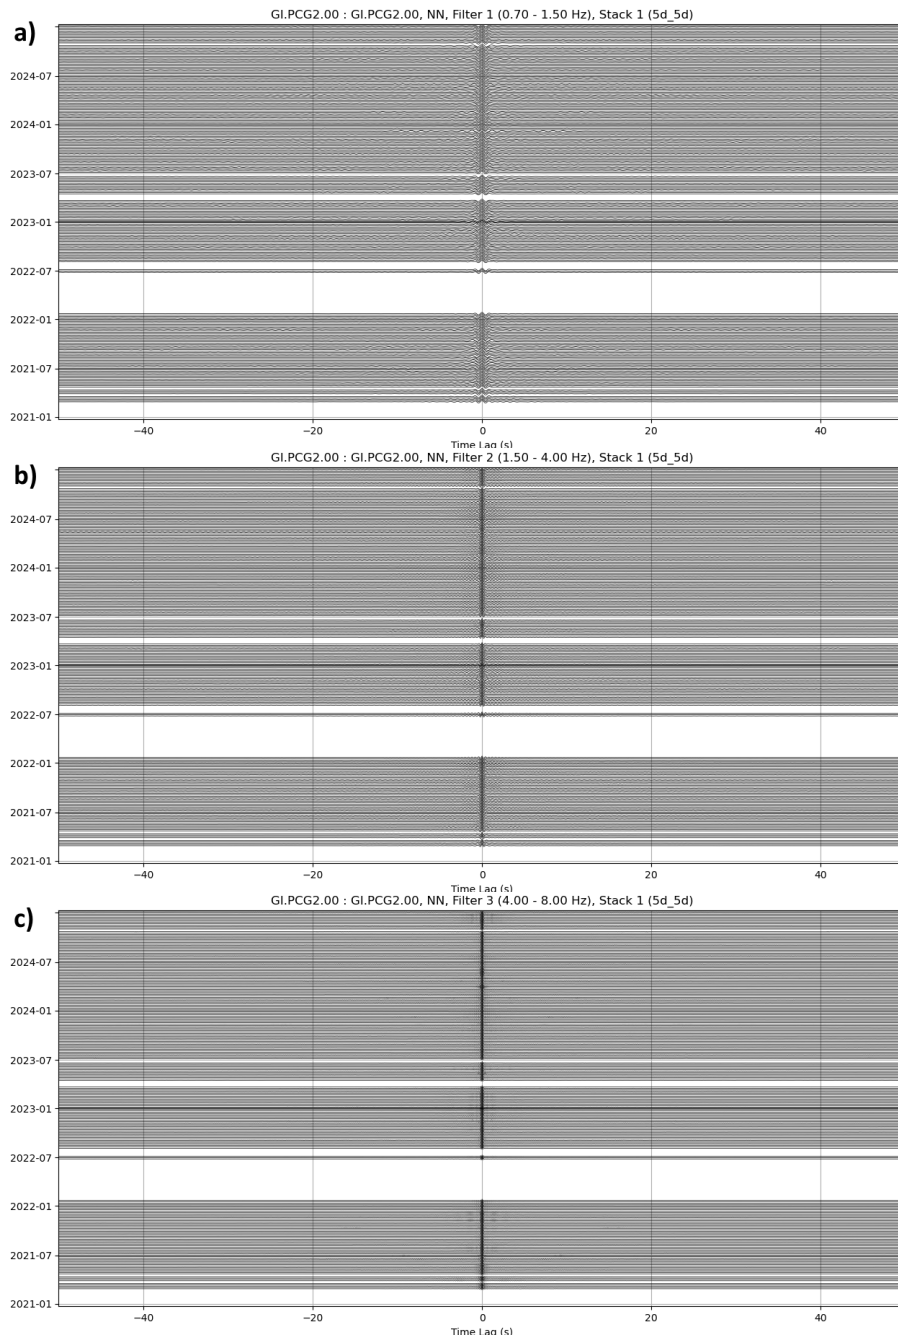 GI.PCG2.00 : GI.PCG2.00, NN, Filter 1 (0.70 - 1.50 Hz), Stack 1 (5d_5d)
a)
2024-07
2024-01
2023-07
2023-01
2022-07
2022-01
2021-07
2021-01
−40 −20 0 20 40
Time Lag (s)
GI.PCG2.00 : GI.PCG2.00, NN, Filter 2 (1.50 - 4.00 Hz), Stack 1 (5d_5d)
b)
2024-07
2024-01
2023-07
2023-01
2022-07
2022-01
2021-07
2021-01
−40 −20 0 20 40
Time Lag (s)
GI.PCG2.00 : GI.PCG2.00, NN, Filter 3 (4.00 - 8.00 Hz), Stack 1 (5d_5d)
c)
2024-07
2024-01
2023-07
2023-01
2022-07
2022-01
2021-07
2021-01
−40 −20 0 20 40
Time Lag (s)